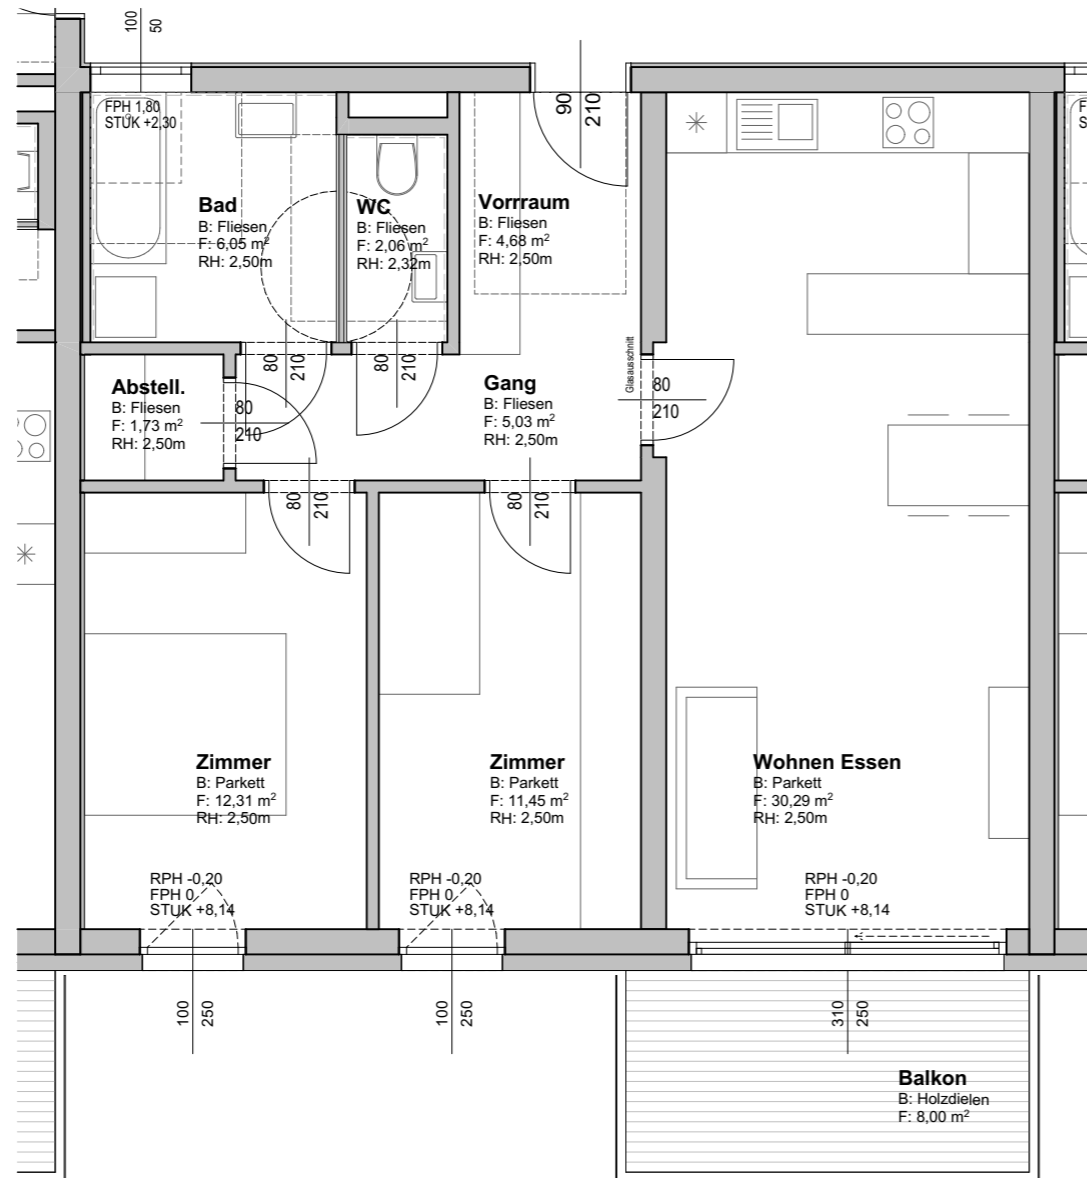 100
50
FPH 1,80
STUK +2,30
90
210
F
S
Bad
B: Fliesen
F: 6,05 m²
RH: 2,50m
WC
B: Fliesen
F: 2,06 m²
RH: 2,32m
Vorrraum
B: Fliesen
F: 4,68 m²
RH: 2,50m
80
210
80
210
Glasausschnitt
Abstell.
B: Fliesen
F: 1,73 m²
RH: 2,50m
80
210
Gang
B: Fliesen
F: 5,03 m²
RH: 2,50m
80
210
80
210
80
210
Zimmer
B: Parkett
F: 12,31 m²
RH: 2,50m
Zimmer
B: Parkett
F: 11,45 m²
RH: 2,50m
Wohnen Essen
B: Parkett
F: 30,29 m²
RH: 2,50m
RPH -0,20
FPH 0
STUK +8,14
RPH -0,20
FPH 0
STUK +8,14
RPH -0,20
FPH 0
STUK +8,14
100
250
100
250
310
250
Balkon
B: Holzdielen
F: 8,00 m²